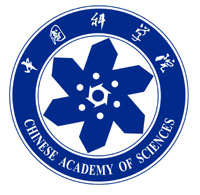 中国科学院
CHINESE ACADEMY OF SCIENCES